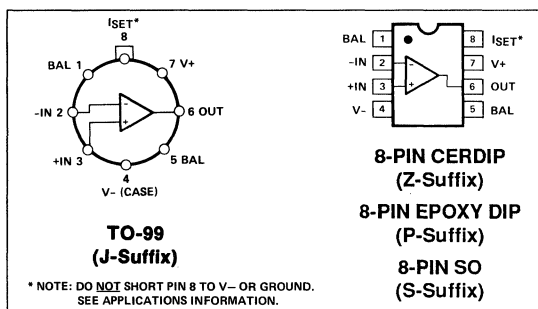 ISET*
8
BAL 1
7 V+
-IN 2
-
+
6 OUT
+IN 3
5 BAL
4
V- (CASE)
TO-99
(J-Suffix)
* NOTE: DO NOT SHORT PIN 8 TO V– OR GROUND.
SEE APPLICATIONS INFORMATION.
BAL 1
8 ISET*
-IN 2
-
7 V+
+IN 3
+
6 OUT
V- 4
5 BAL
8-PIN CERDIP
(Z-Suffix)
8-PIN EPOXY DIP
(P-Suffix)
8-PIN SO
(S-Suffix)